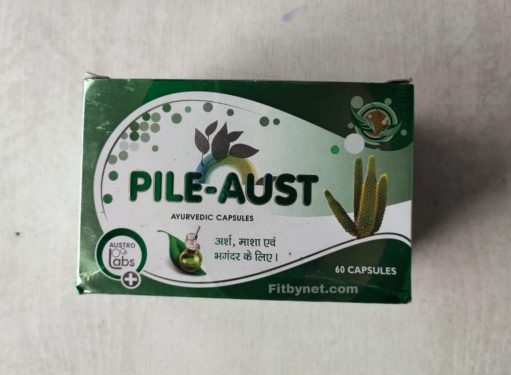 PILE-AUST
AYURVEDIC CAPSULES
अर्श, माशा एवं
भगंदर के लिए।
AUSTRO
Labs
60 CAPSULES
Fitbynet.com